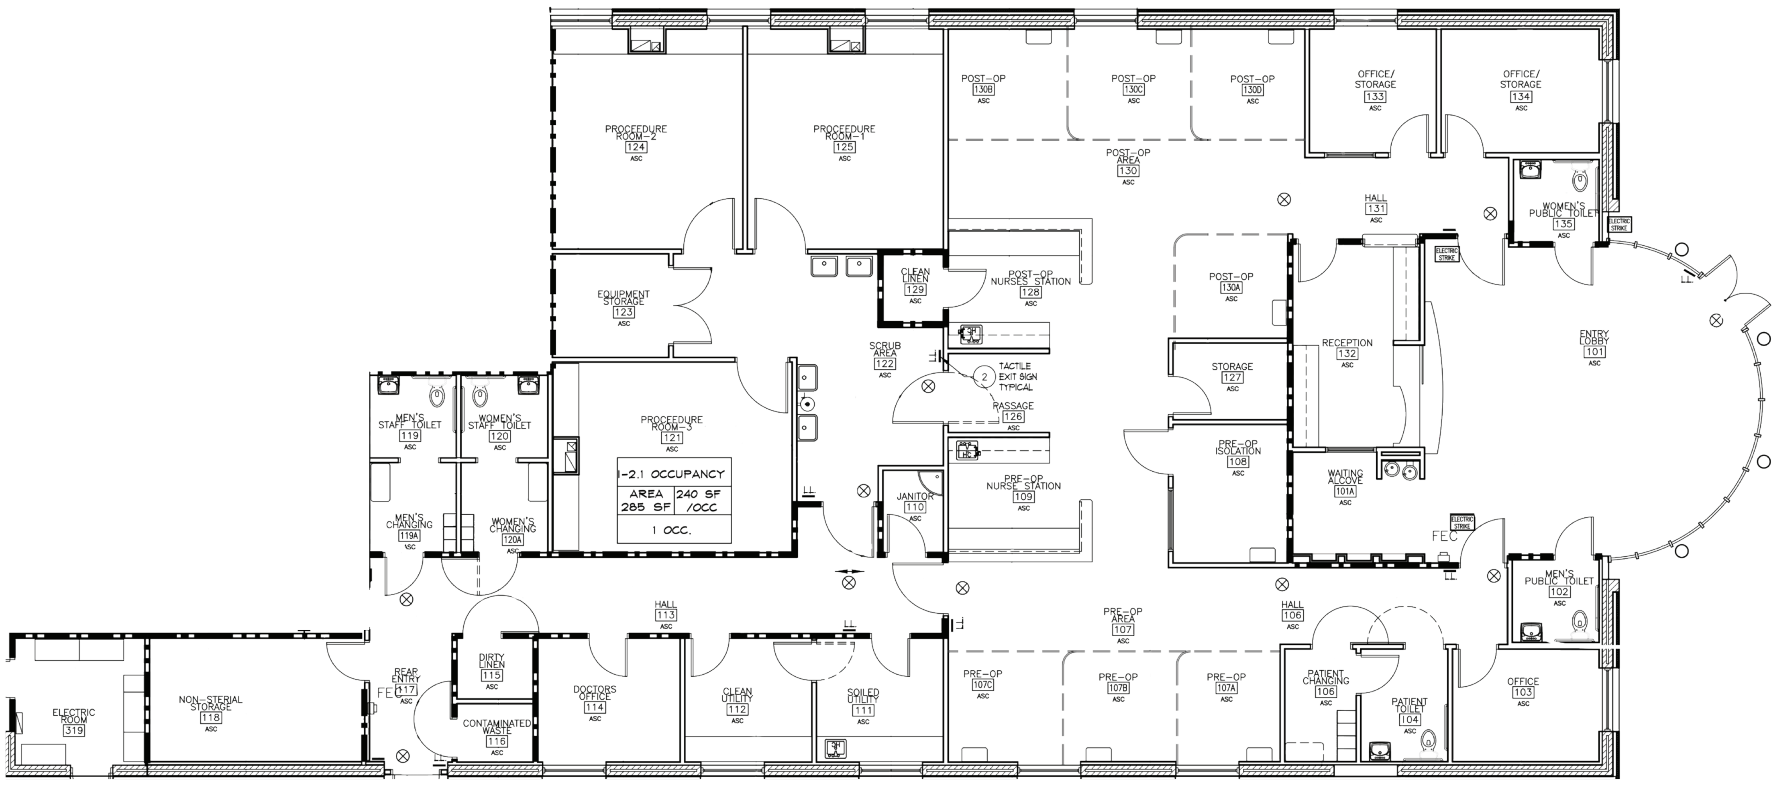 POST-OP
130B
ASC
POST-OP
130C
ASC
POST-OP
130D
ASC
OFFICE/
STORAGE
133
ASC
OFFICE/
STORAGE
134
ASC
PROCEEDURE
ROOM-2
124
ASC
PROCEEDURE
ROOM-1
125
ASC
POST-OP
AREA
130
ASC
HALL
131
ASC
WOMEN'S
PUBLIC TOILET
135
ASC
ELECTRIC
STRIKE
ELECTRIC
STRIKE
CLEAN
LINEN
129
ASC
POST-OP
NURSES STATION
128
ASC
POST-OP
130A
ASC
EQUIPMENT
STORAGE
123
ASC
SCRUB
AREA
122
ASC
RECEPTION
132
ASC
ENTRY
LOBBY
101
ASC
2
TACTILE
EXIT SIGN
TYPICAL
STORAGE
127
ASC
PASSAGE
126
ASC
MEN'S
STAFF TOILET
119
ASC
WOMEN'S
STAFF TOILET
120
ASC
PROCEEDURE
ROOM-3
121
ASC
I-2.1 OCCUPANCY
AREA
285 SF
240 SF
/OCC
1 OCC.
PRE-OP
ISOLATION
108
ASC
WAITING
ALCOVE
101A
ASC
PRE-OP
NURSE STATION
109
ASC
JANITOR
110
ASC
MEN'S
CHANGING
119A
ASC
WOMEN'S
CHANGING
120A
ASC
ELECTRIC
STRIKE
FEC
MEN'S
PUBLIC TOILET
102
ASC
HALL
113
ASC
PRE-OP
AREA
107
ASC
HALL
106
ASC
ELECTRIC
ROOM
319
NON-STERIAL
STORAGE
118
ASC
REAR
ENTRY
117
FEC
ASC
DIRTY
LINEN
115
ASC
CONTAMINATED
WASTE
116
ASC
DOCTORS
OFFICE
114
ASC
CLEAN
UTILITY
112
ASC
SOILED
UTILITY
111
ASC
PRE-OP
107C
ASC
PRE-OP
107B
ASC
PRE-OP
107A
ASC
PATIENT
CHANGING
106
ASC
PATIENT
TOILET
104
ASC
OFFICE
103
ASC